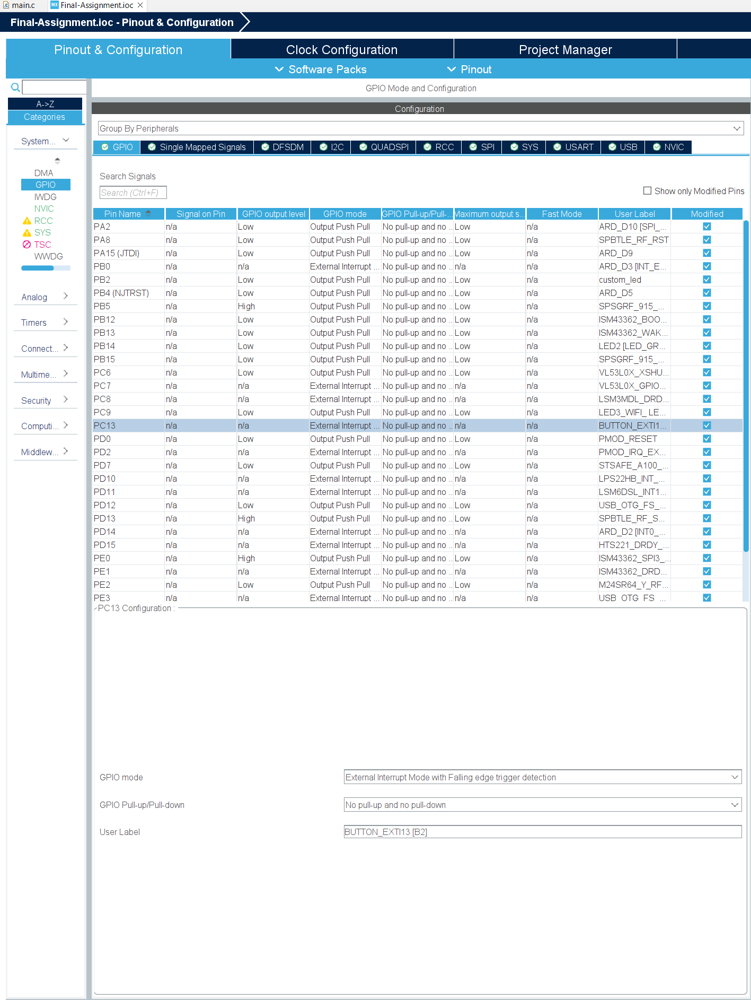 main.c
MX Final-Assignment.ioc
Final-Assignment.ioc - Pinout & Configuration
Pinout & Configuration Clock Configuration Project Manager
Software Packs Pinout
GPIO Mode and Configuration
A->Z
Categories
System...
DMA
GPIO
IWDG
NVIC
RCC
SYS
TSC
WWDG
Analog
Timers
Connect...
Multime...
Security
Computi...
Middlew...
Configuration
Group By Peripherals
GPIO Single Mapped Signals DFSDM I2C QUADSPI RCC SPI SYS USART USB NVIC
Search Signals
Search (Ctrl+F)
Show only Modified Pins
Pin Name Signal on Pin GPIO output level GPIO mode GPIO Pull-up/Pull-... Maximum output s... Fast Mode User Label Modified
PA2 n/a Low Output Push Pull No pull-up and no .. Low n/a ARD_D10 [SPI_...
PA8 n/a Low Output Push Pull No pull-up and no .. Low n/a SPBTLE_RF_RST
PA15 (JTDI) n/a Low Output Push Pull No pull-up and no .. Low n/a ARD_D9
PB0 n/a n/a External Interrupt ... No pull-up and no .. n/a n/a ARD_D3 [INT_E...
PB2 n/a Low Output Push Pull No pull-up and no .. Low n/a custom_led
PB4 (NJTRST) n/a Low Output Push Pull No pull-up and no .. Low n/a ARD_D5
PB5 n/a High Output Push Pull No pull-up and no .. Low n/a SPSGRF_915_...
PB12 n/a Low Output Push Pull No pull-up and no .. Low n/a ISM43362_BOO...
PB13 n/a Low Output Push Pull No pull-up and no .. Low n/a ISM43362_WAK...
PB14 n/a Low Output Push Pull No pull-up and no .. Low n/a LED2 [LED_GR...
PB15 n/a Low Output Push Pull No pull-up and no .. Low n/a SPSGRF_915_...
PC6 n/a Low Output Push Pull No pull-up and no .. Low n/a VL53L0X_XSHU...
PC7 n/a n/a External Interrupt ... No pull-up and no .. n/a n/a VL53L0X_GPIO...
PC8 n/a n/a External Interrupt ... No pull-up and no .. n/a n/a LSM3MDL_DRD...
PC9 n/a Low Output Push Pull No pull-up and no .. Low n/a LED3_WIFI_ LE...
PC13 n/a n/a External Interrupt ... No pull-up and no .. n/a n/a BUTTON_EXTI1...
PD0 n/a Low Output Push Pull No pull-up and no .. Low n/a PMOD_RESET
PD2 n/a n/a External Interrupt ... No pull-up and no .. n/a n/a PMOD_IRQ_EX...
PD7 n/a Low Output Push Pull No pull-up and no .. Low n/a STSAFE_A100_...
PD10 n/a n/a External Interrupt ... No pull-up and no .. n/a n/a LPS22HB_INT_...
PD11 n/a n/a External Interrupt ... No pull-up and no .. n/a n/a LSM6DSL_INT1...
PD12 n/a Low Output Push Pull No pull-up and no .. Low n/a USB_OTG_FS_...
PD13 n/a High Output Push Pull No pull-up and no .. Low n/a SPBTLE_RF_S...
PD14 n/a n/a External Interrupt ... No pull-up and no .. n/a n/a ARD_D2 [INT0_...
PD15 n/a n/a External Interrupt ... No pull-up and no .. n/a n/a HTS221_DRDY_...
PE0 n/a High Output Push Pull No pull-up and no .. Low n/a ISM43362_SPI3_...
PE1 n/a n/a External Interrupt ... No pull-up and no .. n/a n/a ISM43362_DRD...
PE2 n/a Low Output Push Pull No pull-up and no .. Low n/a M24SR64_Y_RF...
PE3 n/a n/a External Interrupt ... No pull-up and no .. n/a n/a USB_OTG_FS_...
PC13 Configuration :
GPIO mode External Interrupt Mode with Falling edge trigger detection
GPIO Pull-up/Pull-down No pull-up and no pull-down
User Label BUTTON_EXTI13 [B2]